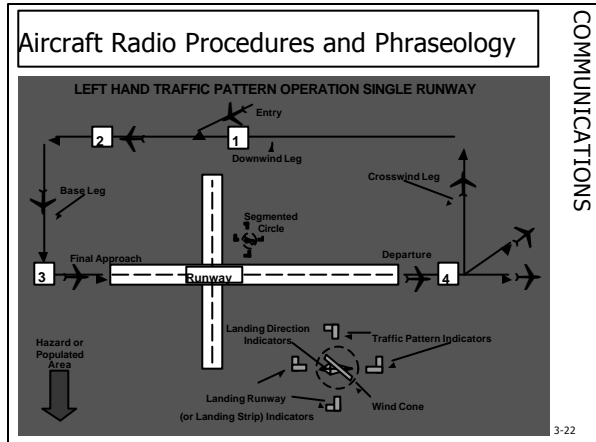 Aircraft Radio Procedures and Phraseology
COMMUNICATIONS
LEFT HAND TRAFFIC PATTERN OPERATION SINGLE RUNWAY
Entry
2
1
Downwind Leg
Crosswind Leg
Base Leg
Segmented
Circle
Final Approach
Departure
3
Runway
4
Hazard or
Populated
Area
Landing Direction
Indicators
Traffic Pattern Indicators
Landing Runway
(or Landing Strip) Indicators
Wind Cone
3-22